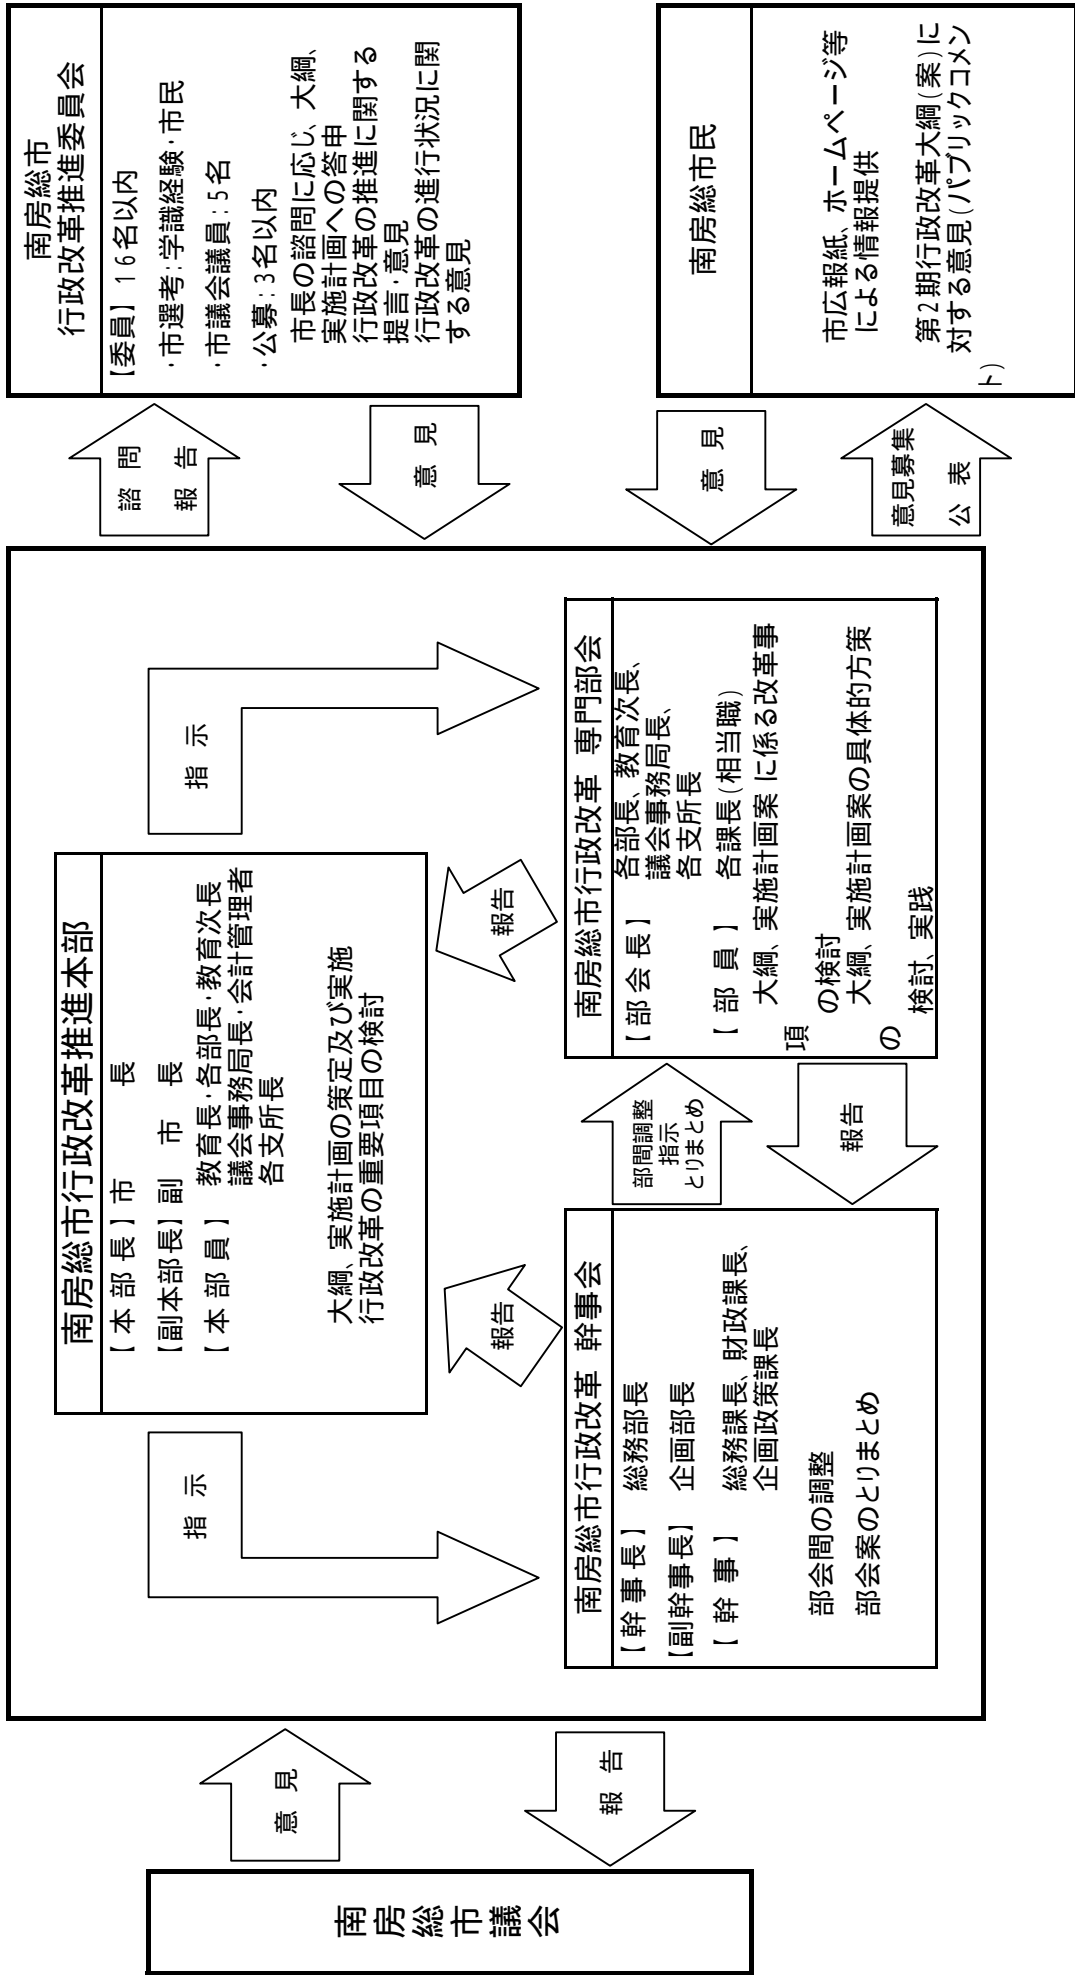 南房総市議会
意 見
報 告
南房総市行政改革推進本部
【 本 部 長 】 市　　　　長
【副本部長】 副　市　長
【 本 部 員 】 教育長・各部長・教育次長
議会事務局長・会計管理者
各支所長
大綱、実施計画の策定及び実施
行政改革の重要項目の検討
指 示
指 示
報告
報告
南房総市行政改革 幹事会
【 幹 事 長 】 総務部長
【副幹事長】 企画部長
【 幹　事 】 総務課長、財政課長、
企画政策課長
部会間の調整
部会案のとりまとめ
部間調整
指示
とりまとめ
報告
南房総市行政改革 専門部会
【 部 会 長 】 各部長、教育次長、
議会事務局長、
各支所長
【 部　員 】 各課長(相当職)
大綱、実施計画案 に係る改革事
項
の検討
大綱、実施計画案の具体的方策
の
検討、実践
諮 問
報 告
意 見
南房総市
行政改革推進委員会
【委員】 16名以内
・市選考:学識経験・市民
・市議会議員:5名
・公募:3名以内
市長の諮問に応じ、大綱、
実施計画への答申
行政改革の推進に関する
提言・意見
行政改革の進行状況に関
する意見
意 見
意見募集
公 表
南房総市民
市広報紙、ホームページ等
による情報提供
第2期行政改革大綱(案)に
対する意見(パブリックコメン
ト)